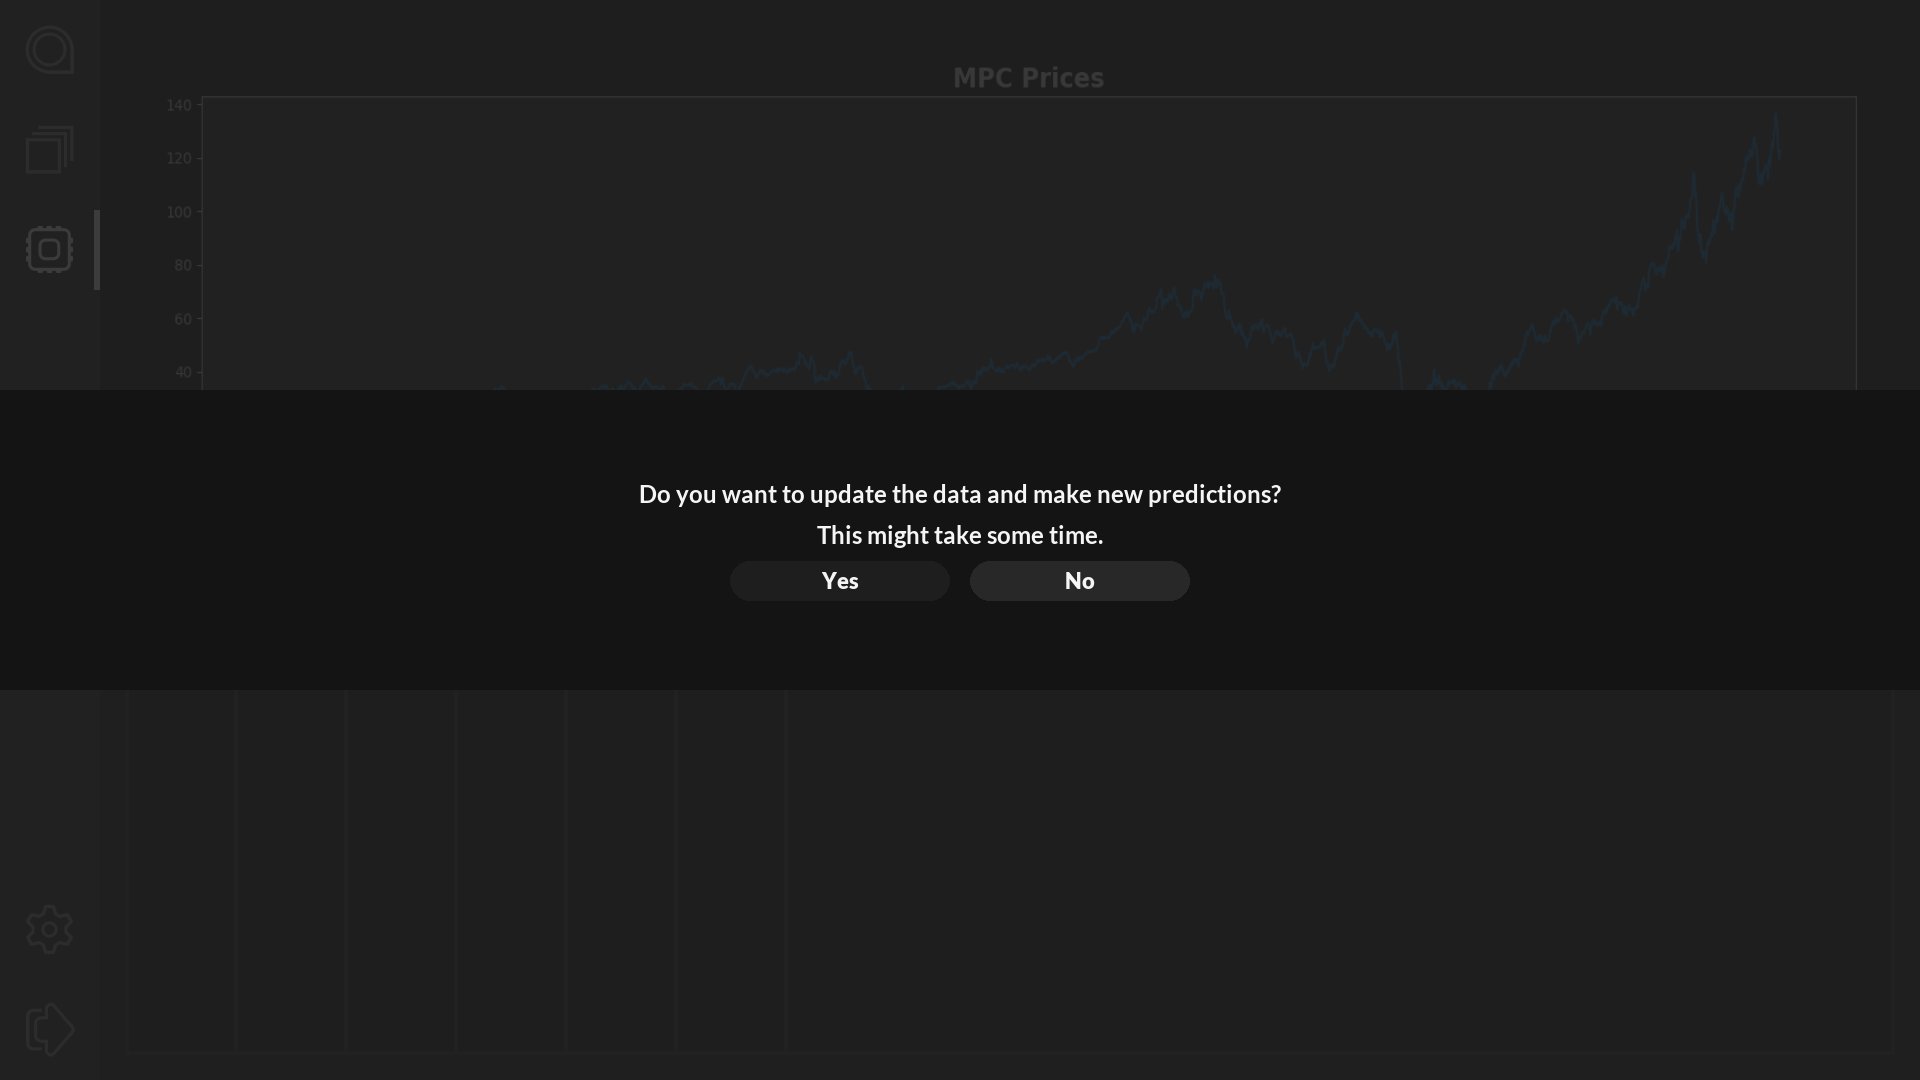 MPC Prices
140
120
100
80
60
40
Do you want to update the data and make new predictions?
This might take some time.
Yes
No